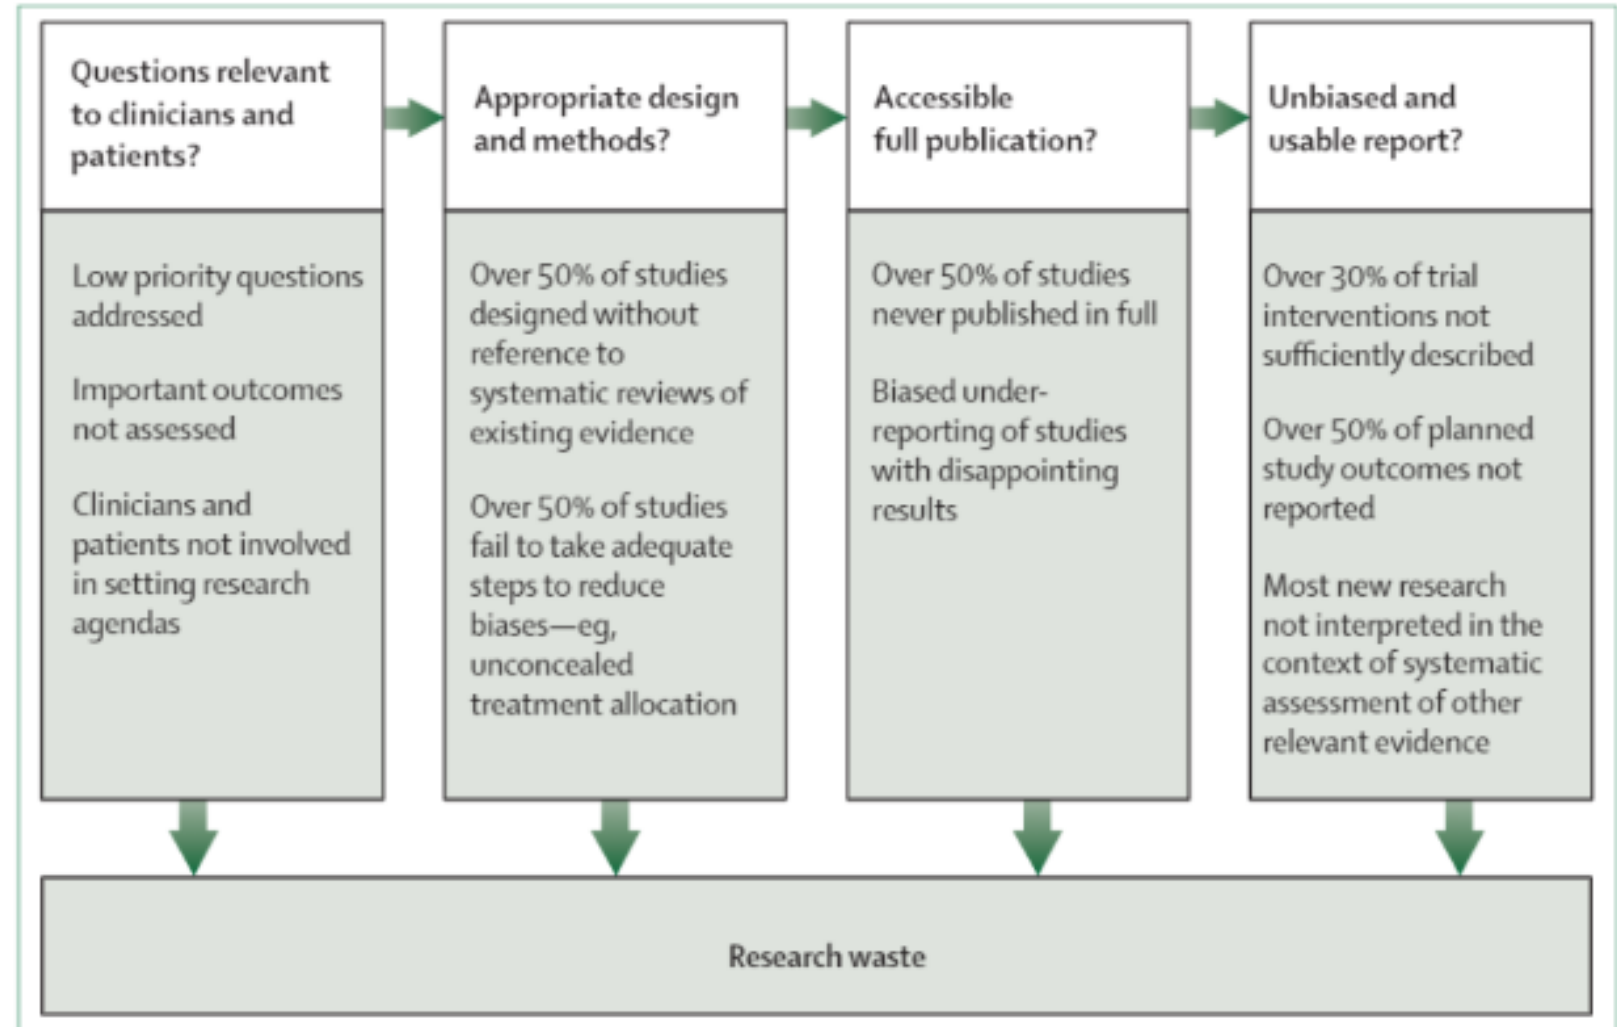 Questions relevant
to clinicians and
patients?
Low priority questions
addressed
Important outcomes
not assessed
Clinicians and
patients not involved
in setting research
agendas
Appropriate design
and methods?
Over 50% of studies
designed without
reference to
systematic reviews of
existing evidence
Over 50% of studies
fail to take adequate
steps to reduce
biases—eg,
unconcealed
treatment allocation
Accessible
full publication?
Over 50% of studies
never published in full
Biased under-
reporting of studies
with disappointing
results
Unbiased and
usable report?
Over 30% of trial
interventions not
sufficiently described
Over 50% of planned
study outcomes not
reported
Most new research
not interpreted in the
context of systematic
assessment of other
relevant evidence
Research waste